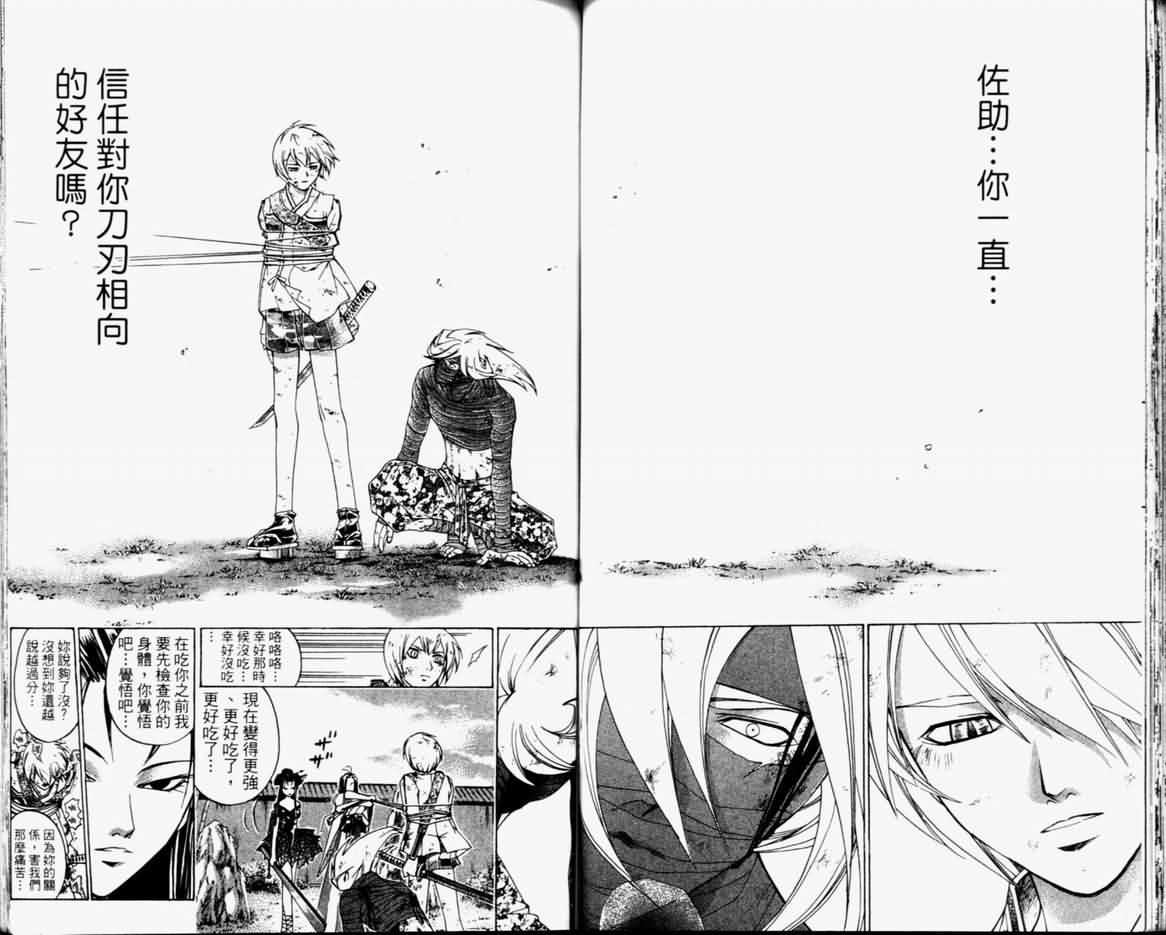 佐助…你一直…
信任對你刀刃相向
的好友嗎？
咯咯咯…
幸好那時
候沒吃…
幸好沒吃
…
現在變得更強
、更好吃了，
更好吃了…
ザッ
ザッ
在吃你之前我
要先檢查你的
身體，你覺悟
吧…覺悟吧…
妳說夠了沒？
沒想到妳還越
說越過分…
因為妳的關
係，害我們
那麼痛苦…